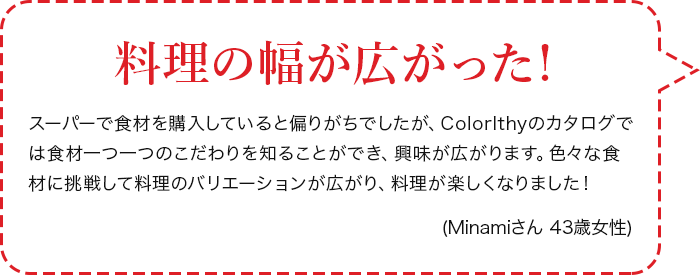 料理の幅が広がった!
スーパーで食材を購入していると偏りがちでしたが、Colorlthyのカタログで
は食材一つ一つのこだわりを知ることができ、興味が広がります。色々な食
材に挑戦して料理のバリエーションが広がり、料理が楽しくなりました!
(Minamiさん 43歳女性)